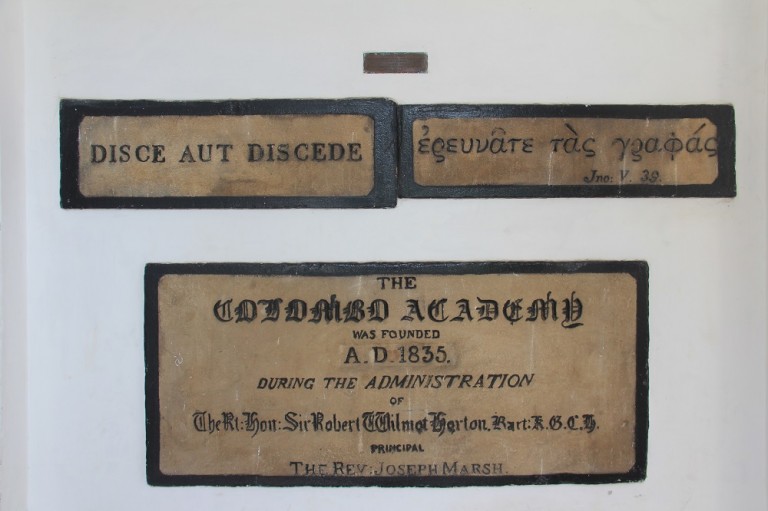 DISCE AUT DISCEDE
ἐρευνᾶτε τὰς γραφάς
Jno: V. 39.
THE
COLOMBO ACADEMY
WAS FOUNDED
A.D. 1835.
DURING THE ADMINISTRATION
OF
The Rt: Hon: Sir Robert Wilmot Horton, Bart: K.G.C.H.
PRINCIPAL
THE REV: JOSEPH MARSH.